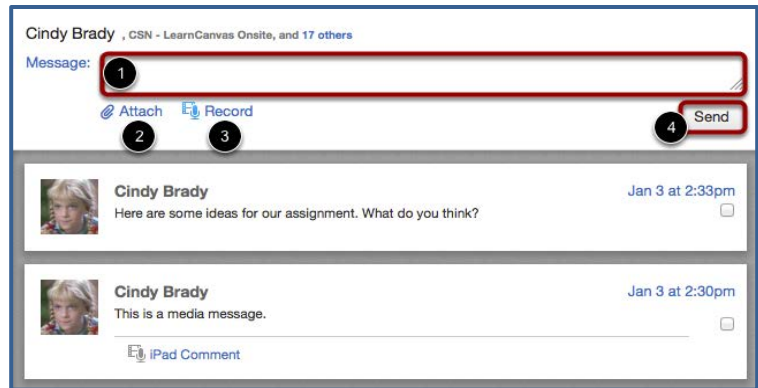 Cindy Brady , CSN - LearnCanvas Onsite, and 17 others
Message:
1
Attach Record
2 3
4 Send
Cindy Brady Jan 3 at 2:33pm
Here are some ideas for our assignment. What do you think?
Cindy Brady Jan 3 at 2:30pm
This is a media message.
iPad Comment